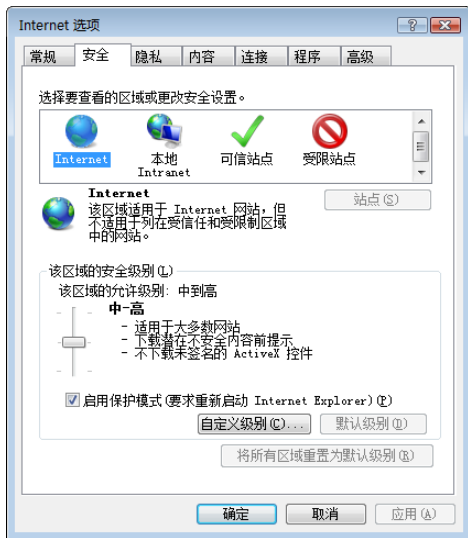 Internet 选项
常规 安全 隐私 内容 连接 程序 高级
选择要查看的区域或更改安全设置。
Internet 本地 Intranet 可信站点 受限站点
Internet
站点(S)
该区域适用于 Internet 网站，但
不适用于列在受信任和受限制区域
中的网站。
该区域的安全级别(L)
该区域的允许级别: 中到高
中-高
- 适用于大多数网站
- 下载潜在不安全内容前提示
- 不下载未签名的 ActiveX 控件
启用保护模式(要求重新启动 Internet Explorer)(P)
自定义级别(C)... 默认级别(D)
将所有区域重置为默认级别(R)
确定 取消 应用(A)